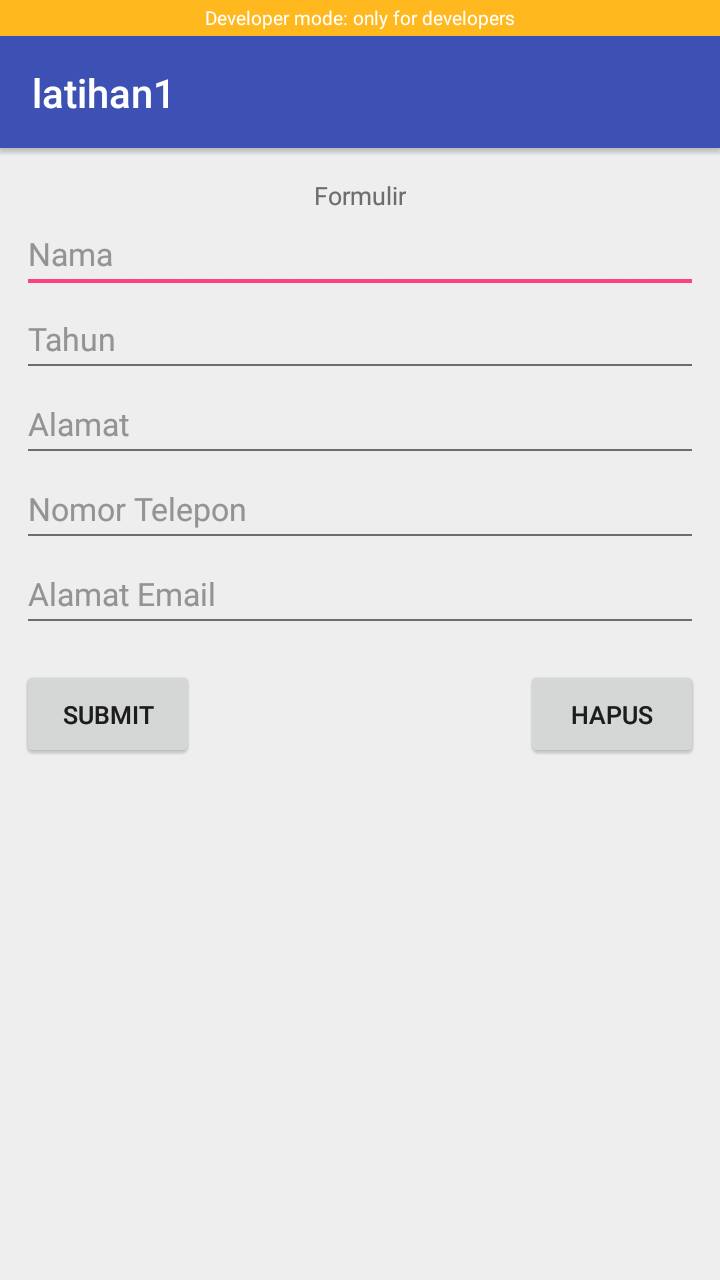 Developer mode: only for developers
latihan1
Formulir
Nama
Tahun
Alamat
Nomor Telepon
Alamat Email
SUBMIT
HAPUS